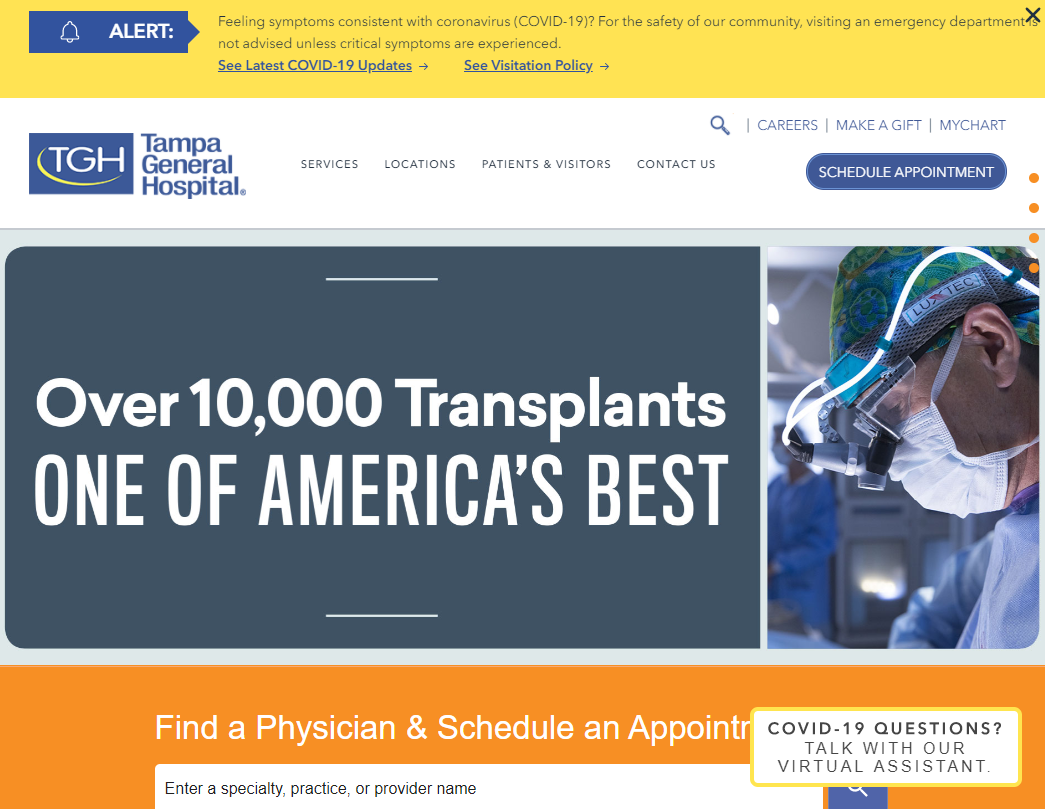 ALERT:
Feeling symptoms consistent with coronavirus (COVID-19)? For the safety of our community, visiting an emergency department is
not advised unless critical symptoms are experienced.
See Latest COVID-19 Updates → See Visitation Policy →
| CAREERS | MAKE A GIFT | MYCHART
TGH Tampa General Hospital®
SERVICES LOCATIONS PATIENTS & VISITORS CONTACT US
SCHEDULE APPOINTMENT
LUXTEC
Over 10,000 Transplants
ONE OF AMERICA'S BEST
Find a Physician & Schedule an
COVID-19 QUESTIONS?
TALK WITH OUR
VIRTUAL ASSISTANT.
Enter a specialty, practice, or provider name